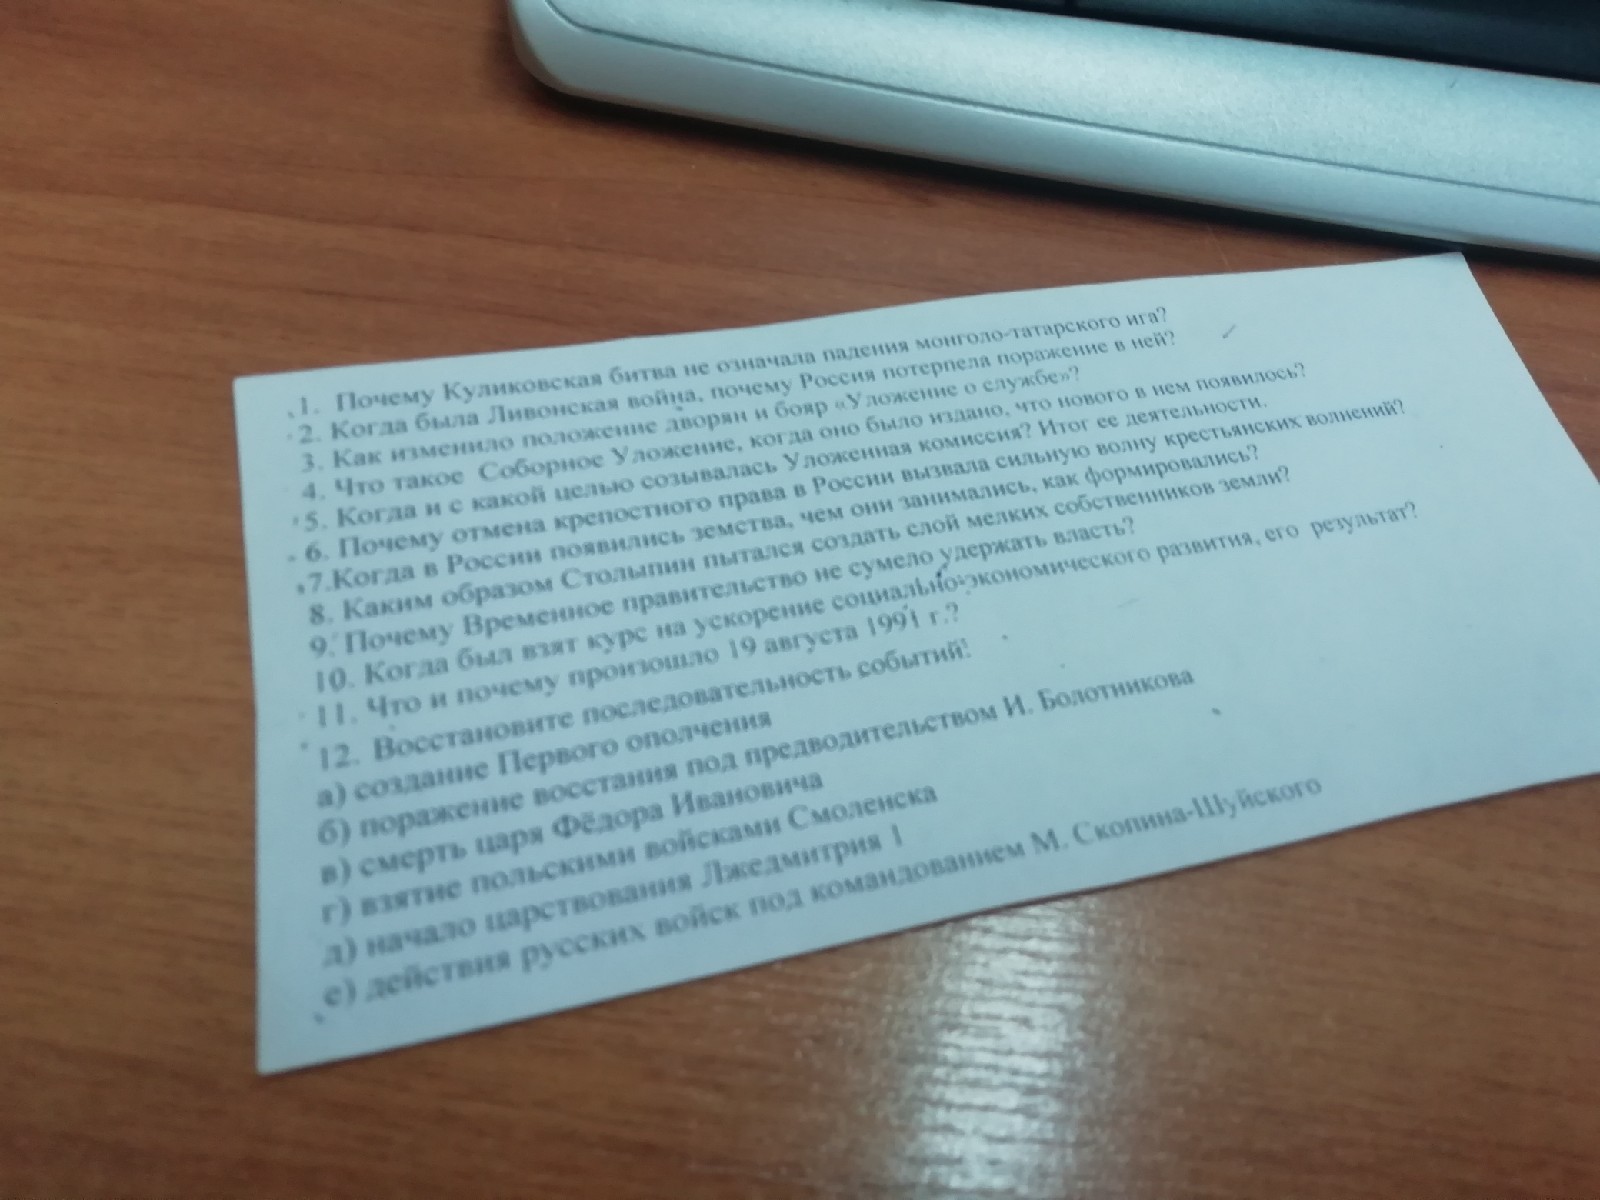 1. Почему Куликовская битва не означала падения монголо-татарского ига?
2. Когда была Ливонская война, почему Россия потерпела поражение в ней?
3. Как изменило положение дворян и бояр «Уложение о службе»?
4. Что такое Соборное Уложение, когда оно было издано, что нового в нем появилось?
5. Когда и с какой целью созывалась Уложенная комиссия? Итог ее деятельности.
6. Почему отмена крепостного права в России вызвала сильную волну крестьянских волнений?
7.Когда в России появились земства, чем они занимались, как формировались?
8. Каким образом Столыпин пытался создать слой мелких собственников земли?
9. Почему Временное правительство не сумело удержать власть?
10. Когда был взят курс на ускорение социально-экономического развития, его результат?
11. Что и почему произошло 19 августа 1991 г.?
12. Восстановите последовательность событий:
а) создание Первого ополчения
б) поражение восстания под предводительством И. Болотникова
в) смерть царя Фёдора Ивановича
г) взятие польскими войсками Смоленска
д) начало царствования Лжедмитрия 1
е) действия русских войск под командованием М. Скопина-Шуйского